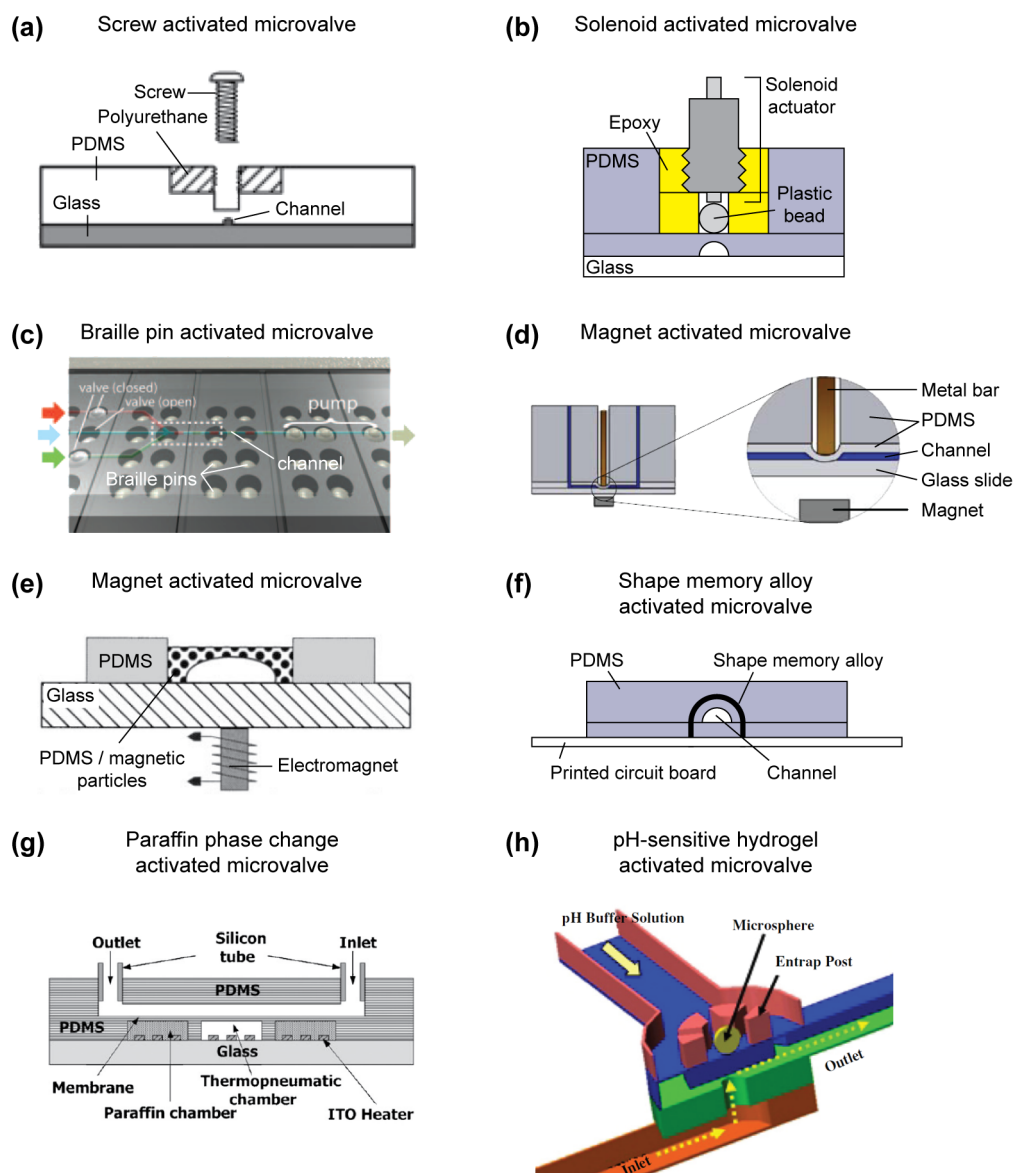 (a) Screw activated microvalve
Screw
Polyurethane
PDMS
Glass
Channel
(b) Solenoid activated microvalve
Solenoid
actuator
Epoxy
PDMS
Plastic
bead
Glass
(c) Braille pin activated microvalve
valve (closed)
valve (open)
pump
channel
Braille pins
(d) Magnet activated microvalve
Metal bar
PDMS
Channel
Glass slide
Magnet
(e) Magnet activated microvalve
PDMS
Glass
PDMS / magnetic
particles
Electromagnet
(f) Shape memory alloy
activated microvalve
PDMS
Shape memory alloy
Printed circuit board
Channel
(g) Paraffin phase change
activated microvalve
Outlet
Silicon
tube
Inlet
PDMS
PDMS
Glass
Membrane
Paraffin chamber
Thermopneumatic
chamber
ITO Heater
(h) pH-sensitive hydrogel
activated microvalve
pH Buffer Solution
Microsphere
Entrap Post
Outlet
Inlet